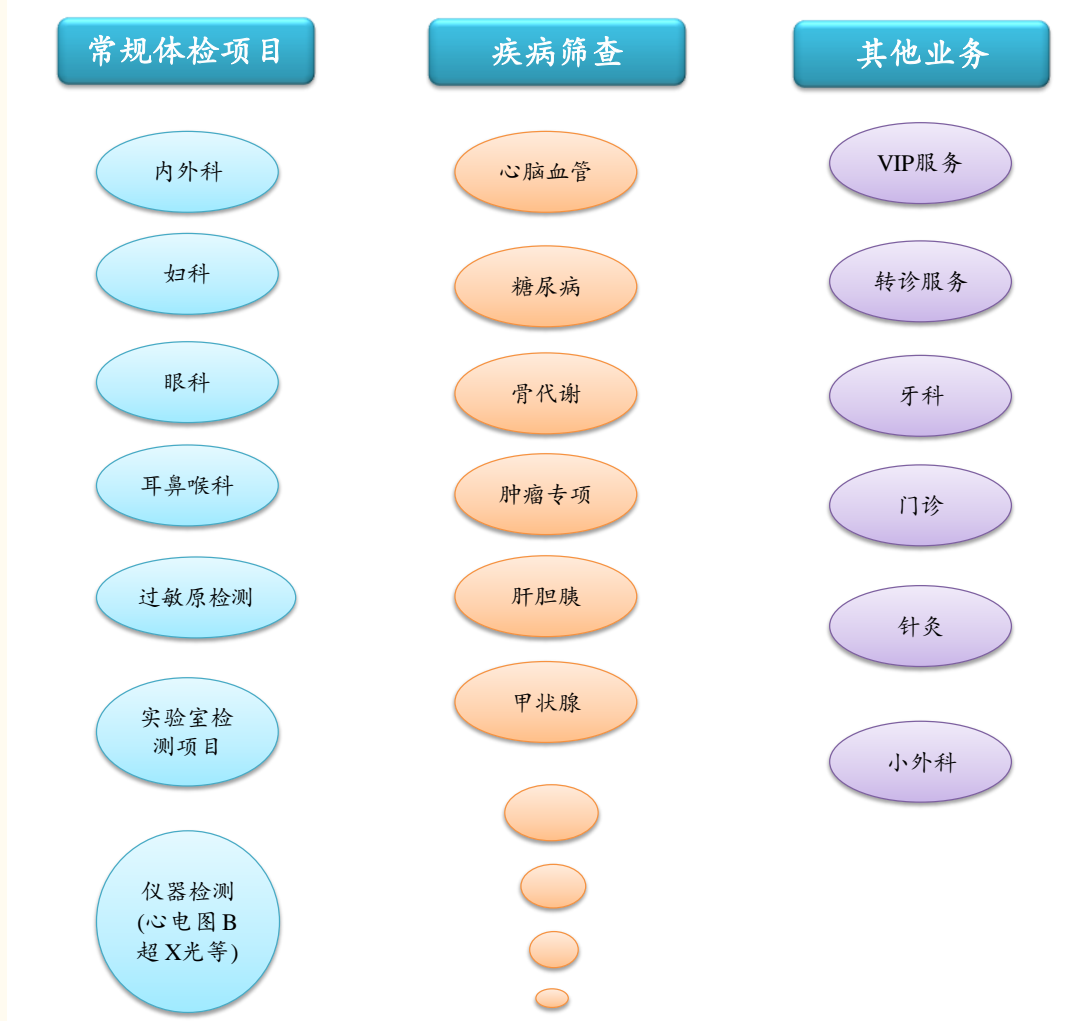 常规体检项目
疾病筛查
其他业务
内外科
妇科
眼科
耳鼻喉科
过敏原检测
实验室检
测项目
仪器检测
(心电图B
超X光等)
心脑血管
糖尿病
骨代谢
肿瘤专项
肝胆胰
甲状腺
VIP服务
转诊服务
牙科
门诊
针灸
小外科